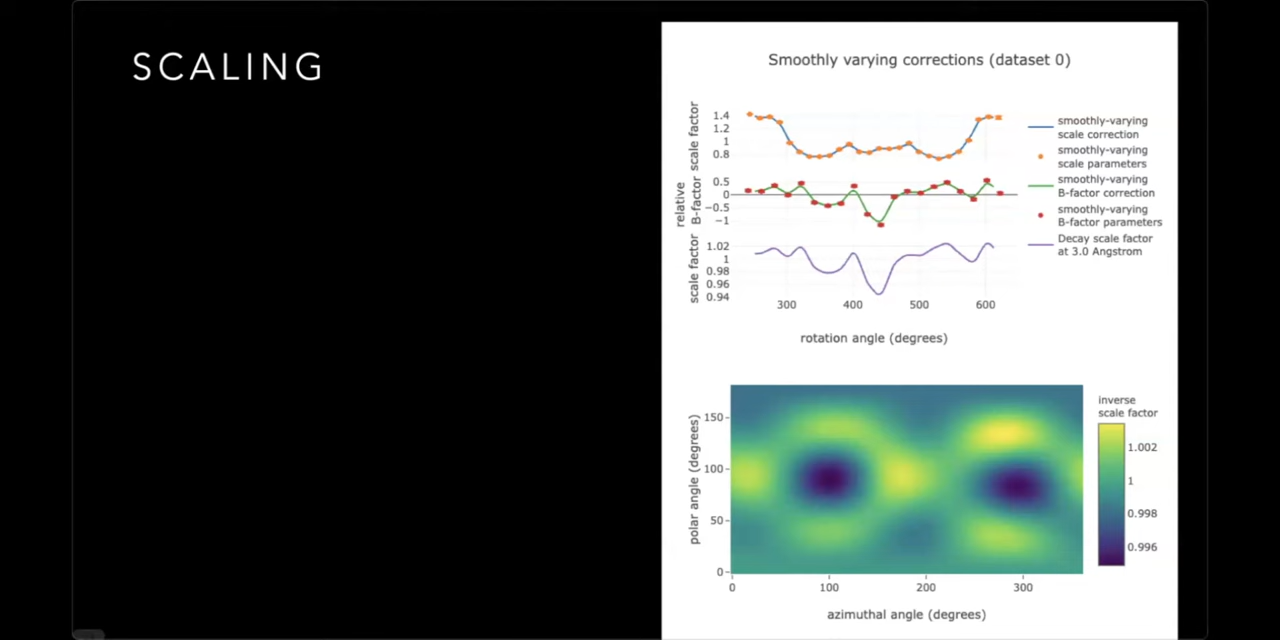 SCALING
Smoothly varying corrections (dataset 0)
scale factor
1.4
1.2
1
0.8
relative
B-factor
0.5
0
−0.5
−1
scale factor
1.02
1
0.98
0.96
0.94
300 400 500 600
rotation angle (degrees)
smoothly-varying
scale correction
smoothly-varying
scale parameters
smoothly-varying
B-factor correction
smoothly-varying
B-factor parameters
Decay scale factor
at 3.0 Angstrom
polar angle (degrees)
150
100
50
0
0 100 200 300
azimuthal angle (degrees)
inverse
scale factor
1.002
1
0.998
0.996